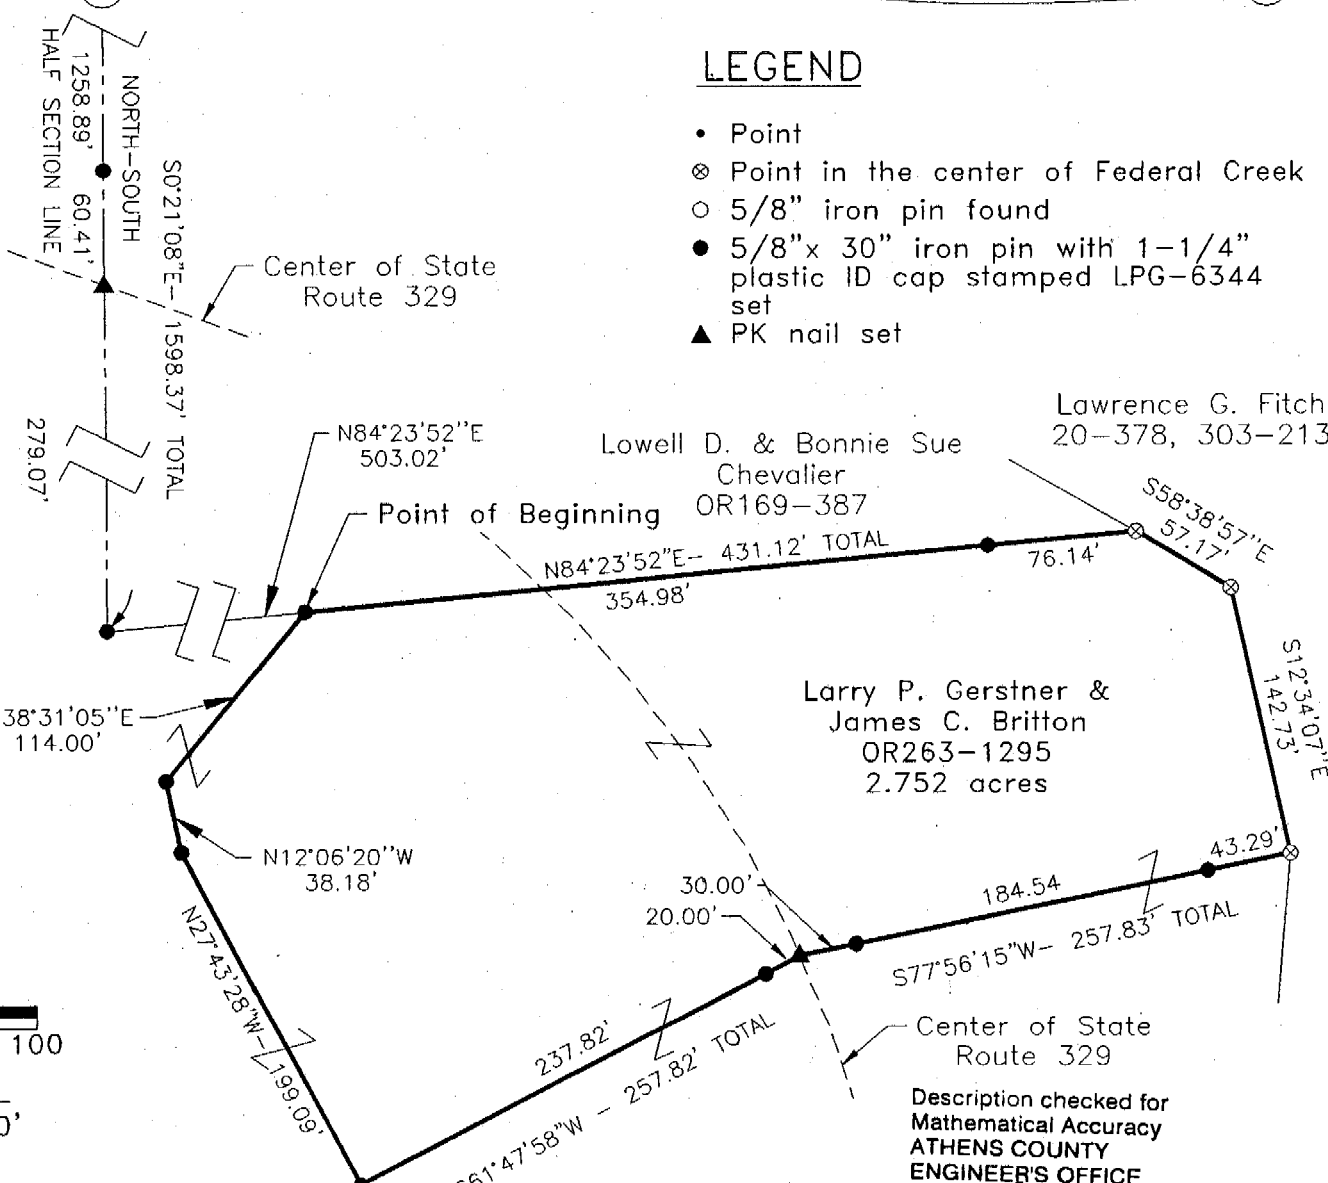 LEGEND
Point
Point in the center of Federal Creek
5/8" iron pin found
5/8"x 30" iron pin with 1-1/4"
plastic ID cap stamped LPG-6344
set
PK nail set
NORTH-SOUTH
HALF SECTION LINE
1258.89'
60.41'
S0°21'08"E- 1598.37' TOTAL
279.07'
Center of State
Route 329
N84°23'52"E
503.02'
Point of Beginning
Lowell D. & Bonnie Sue
Chevalier
OR169-387
Lawrence G. Fitch
20-378, 303-213
N84°23'52"E- 431.12' TOTAL
354.98'
76.14'
S58°38'57"E
57.17'
S12°34'07"E
142.73'
38°31'05"E
114.00'
Larry P. Gerstner &
James C. Britton
OR263-1295
2.752 acres
N12°06'20"W
38.18'
N27°43'28"W- 199.09'
30.00'
20.00'
184.54
43.29'
S77°56'15"W- 257.83' TOTAL
237.82'
61°47'58"W - 257.82' TOTAL
Center of State
Route 329
100
0'
Description checked for
Mathematical Accuracy
ATHENS COUNTY
ENGINEER'S OFFICE